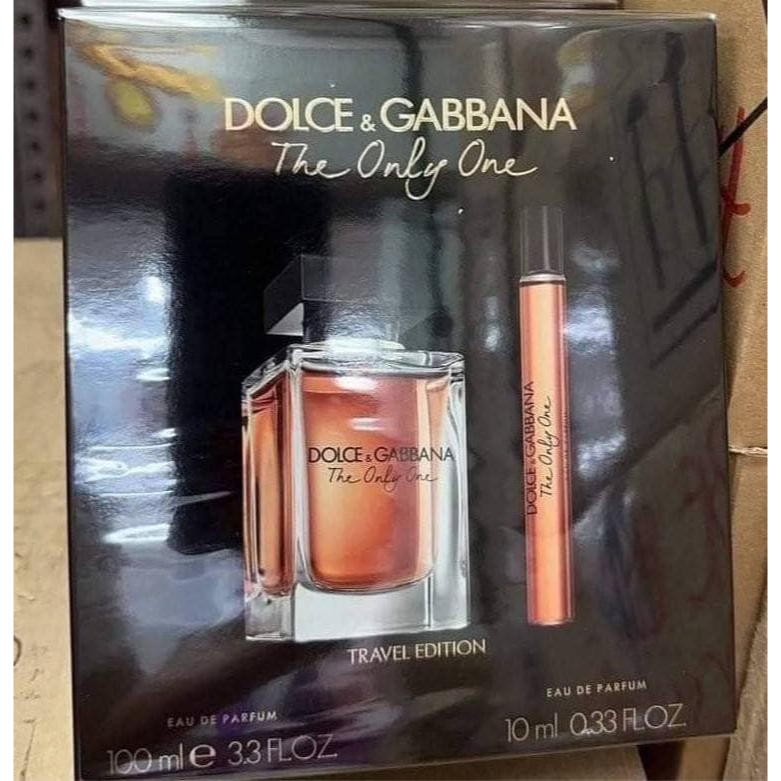 DOLCE & GABBANA
The Only One
DOLCE & GABBANA
The Only One
DOLCE & GABBANA
The Only One
TRAVEL EDITION
EAU DE PARFUM
100 ml e 3.3 FL.OZ.
EAU DE PARFUM
10 ml 0.33 FL.OZ.